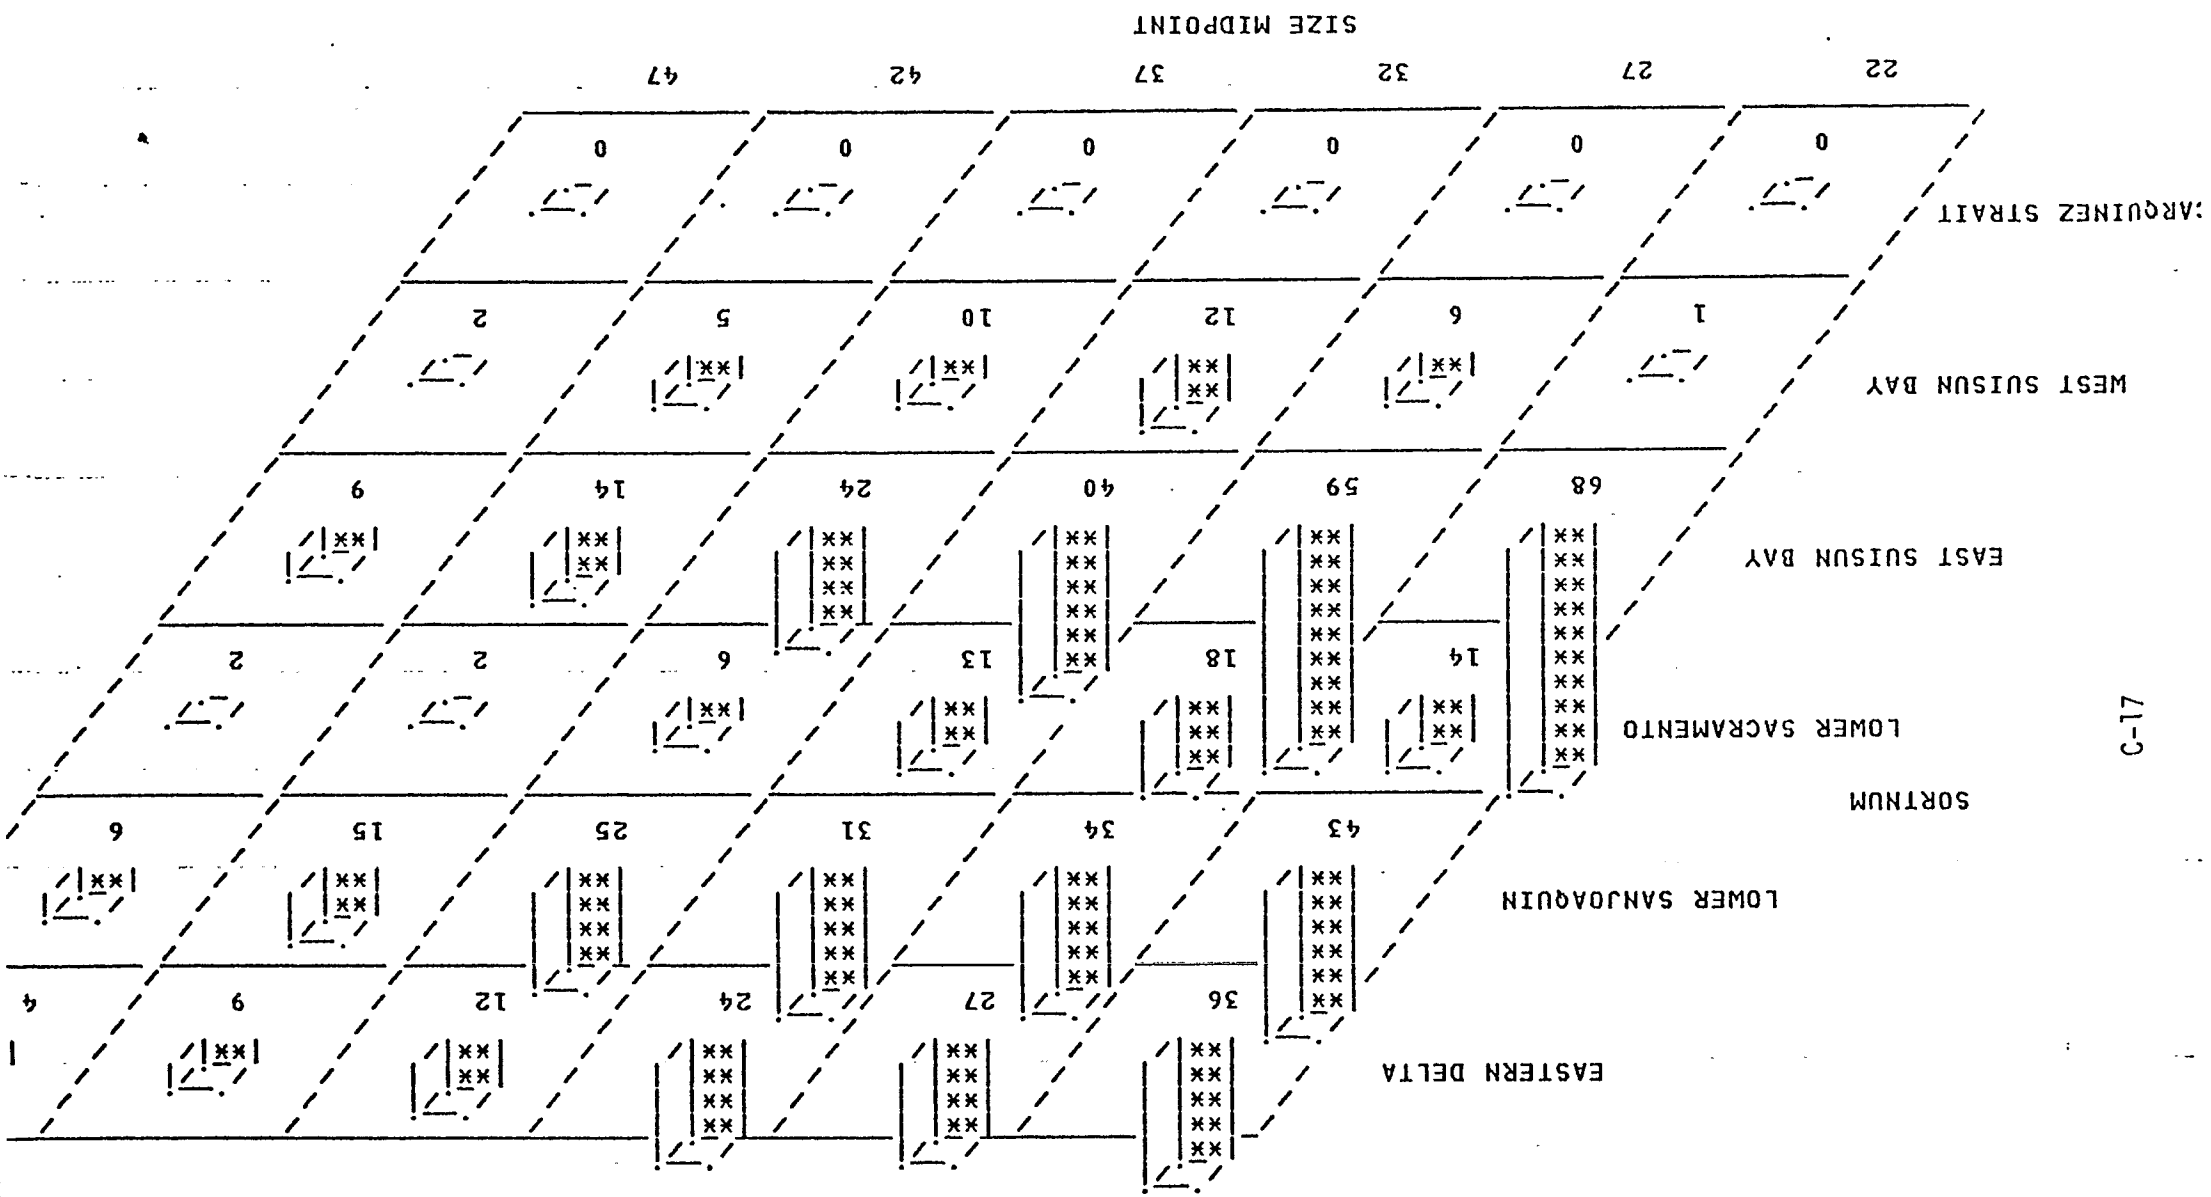 EASTERN DELTA
36 27 24 12 9 4
LOWER SANJOAQUIN
43 34 31 25 15 6
SORTNUM
LOWER SACRAMENTO
14 18 13 6 2 2
EAST SUISUN BAY
68 59 40 24 14 9
WEST SUISUN BAY
1 6 12 10 5 2
CARQUINEZ STRAIT
0 0 0 0 0 0
22 27 32 37 42 47
SIZE MIDPOINT
C-17